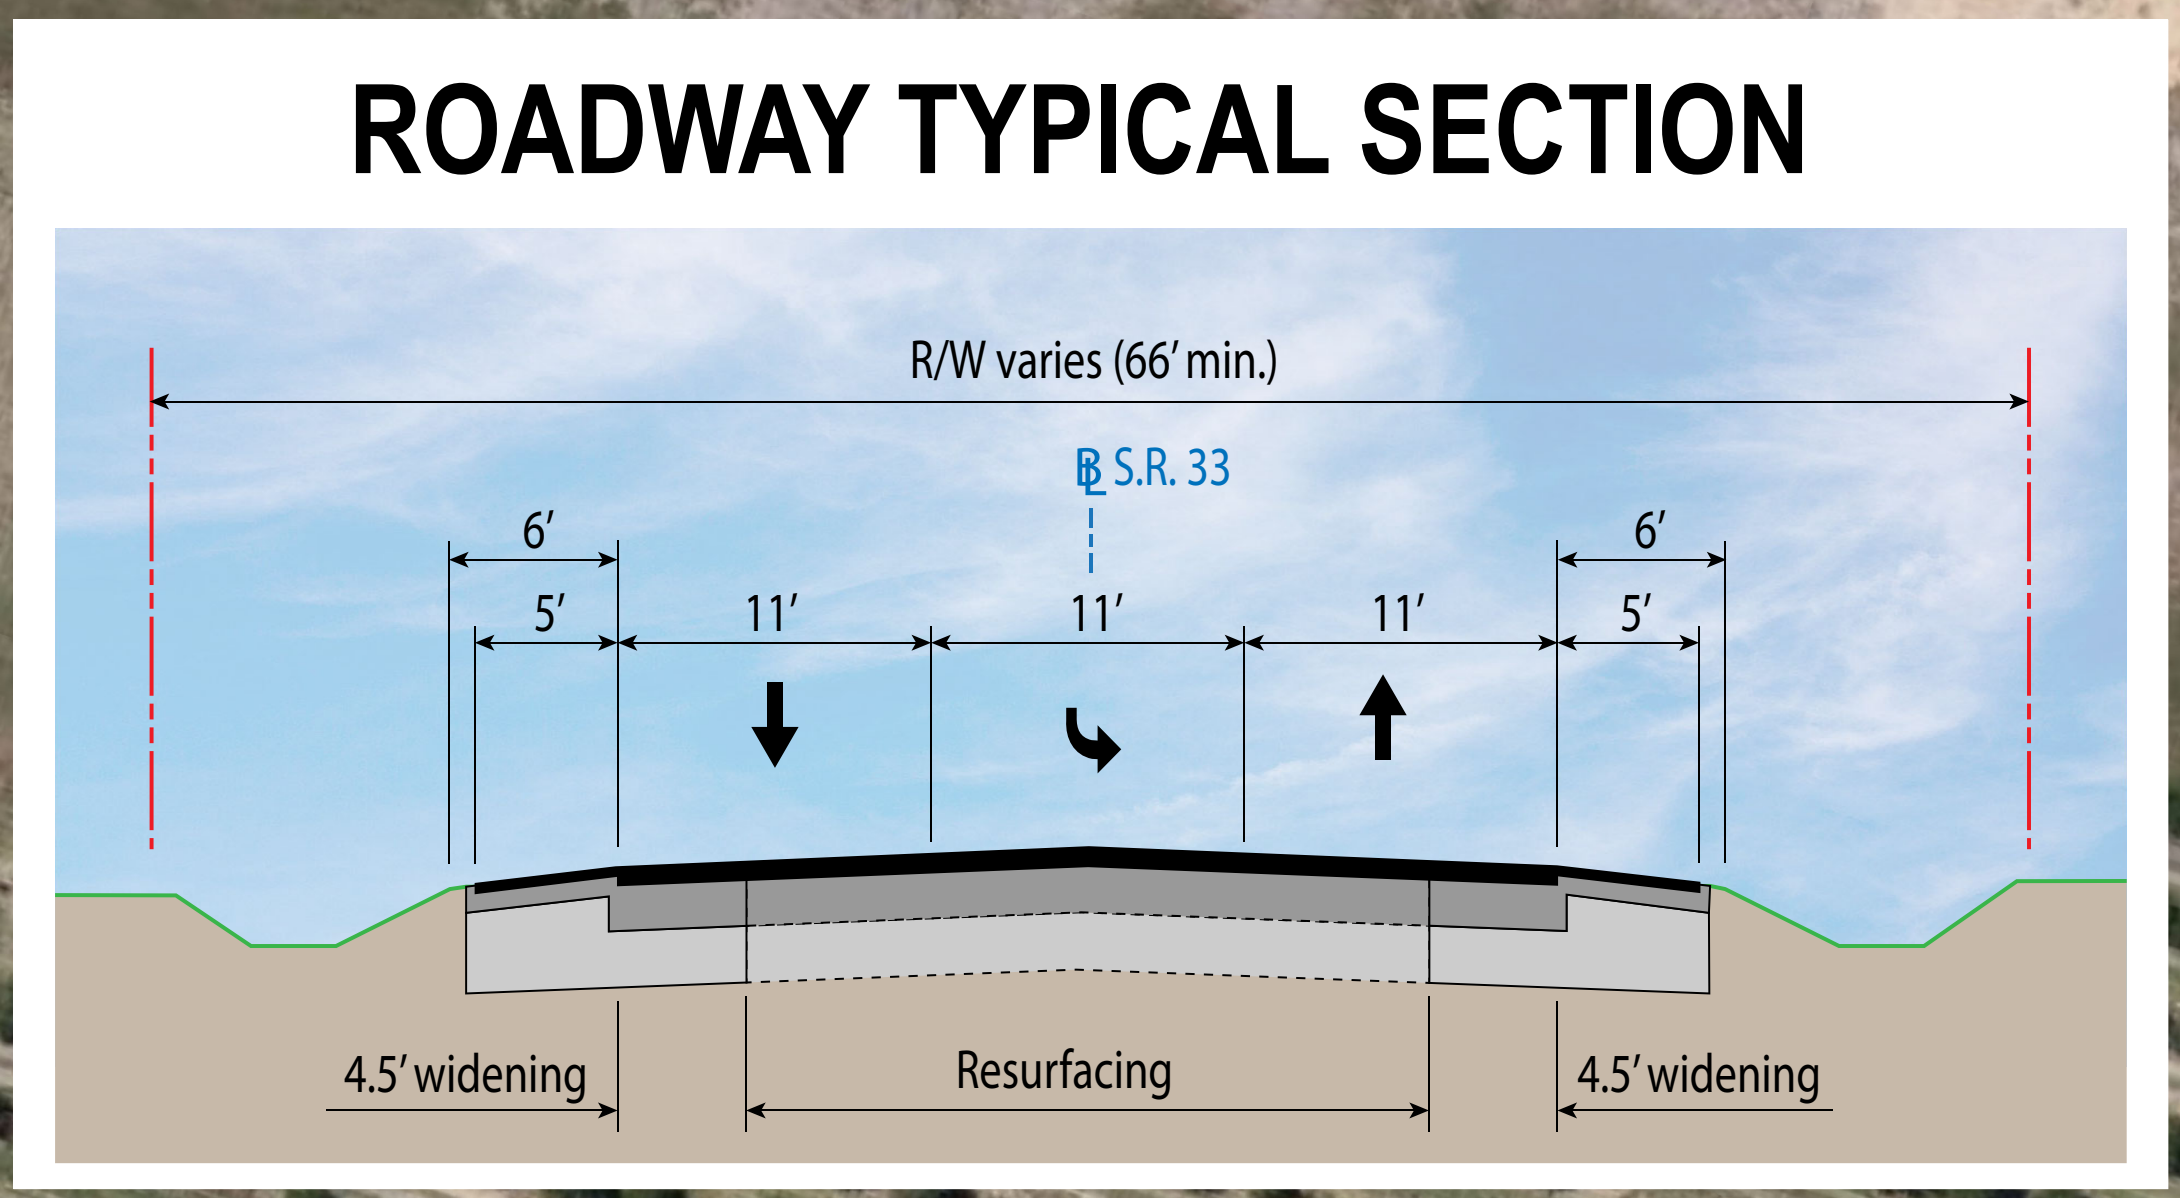 ROADWAY TYPICAL SECTION
R/W varies (66′ min.)
BL S.R. 33
6′ 6′
5′ 11′ 11′ 11′ 5′
4.5′ widening Resurfacing 4.5′ widening